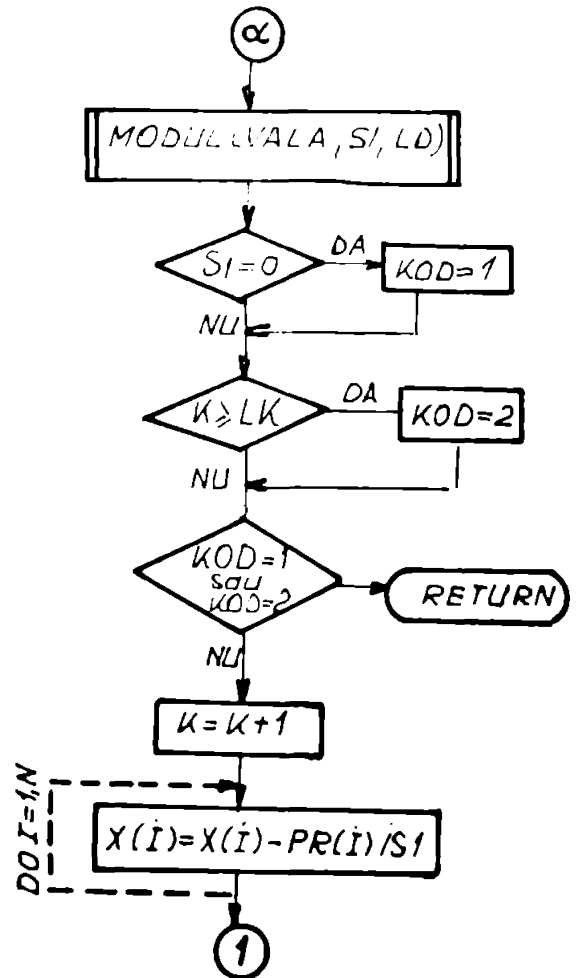 α
MODUL(VALA, S1, LD)
S1=0
DA
KOD=1
NU
K≥LK
DA
KOD=2
NU
KOD=1
sau
KOD=2
RETURN
NU
K=K+1
DO I=1,N
X(I)=X(I)-PR(I)/S1
1